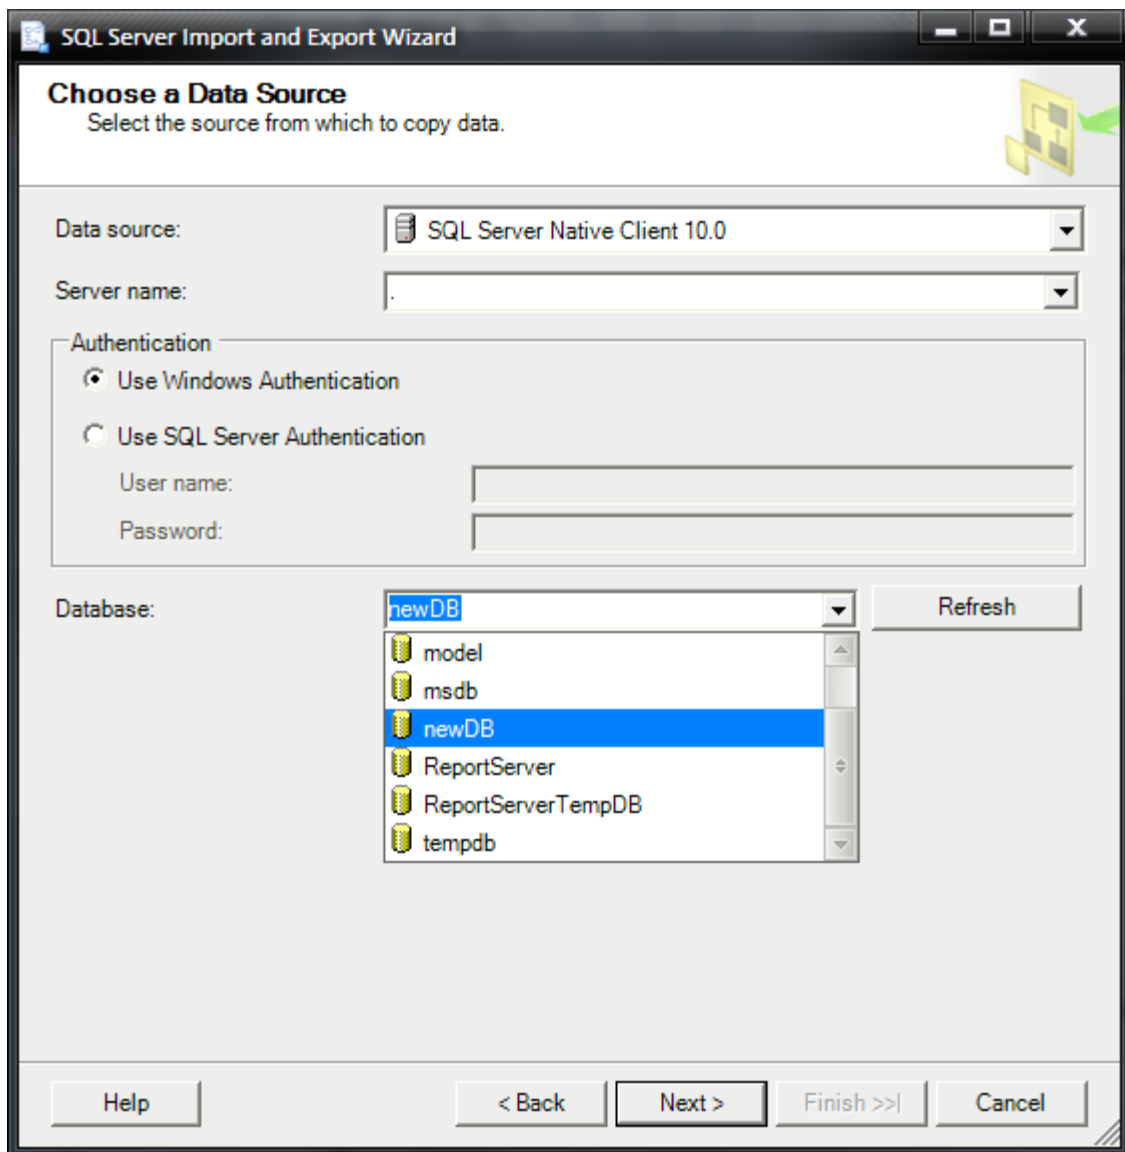 SQL Server Import and Export Wizard
Choose a Data Source
Select the source from which to copy data.
Data source:
SQL Server Native Client 10.0
Server name:
.
Authentication
Use Windows Authentication
Use SQL Server Authentication
User name:
Password:
Database:
newDB
Refresh
model
msdb
newDB
ReportServer
ReportServerTempDB
tempdb
Help
< Back
Next >
Finish >>|
Cancel